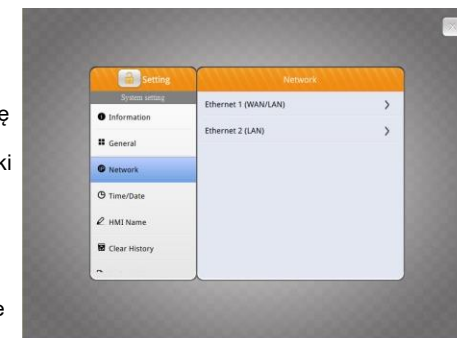 ę
ki
e
Setting
System setting
Information
General
Network
Time/Date
HMI Name
Clear History
Network
Ethernet 1 (WAN/LAN)
Ethernet 2 (LAN)